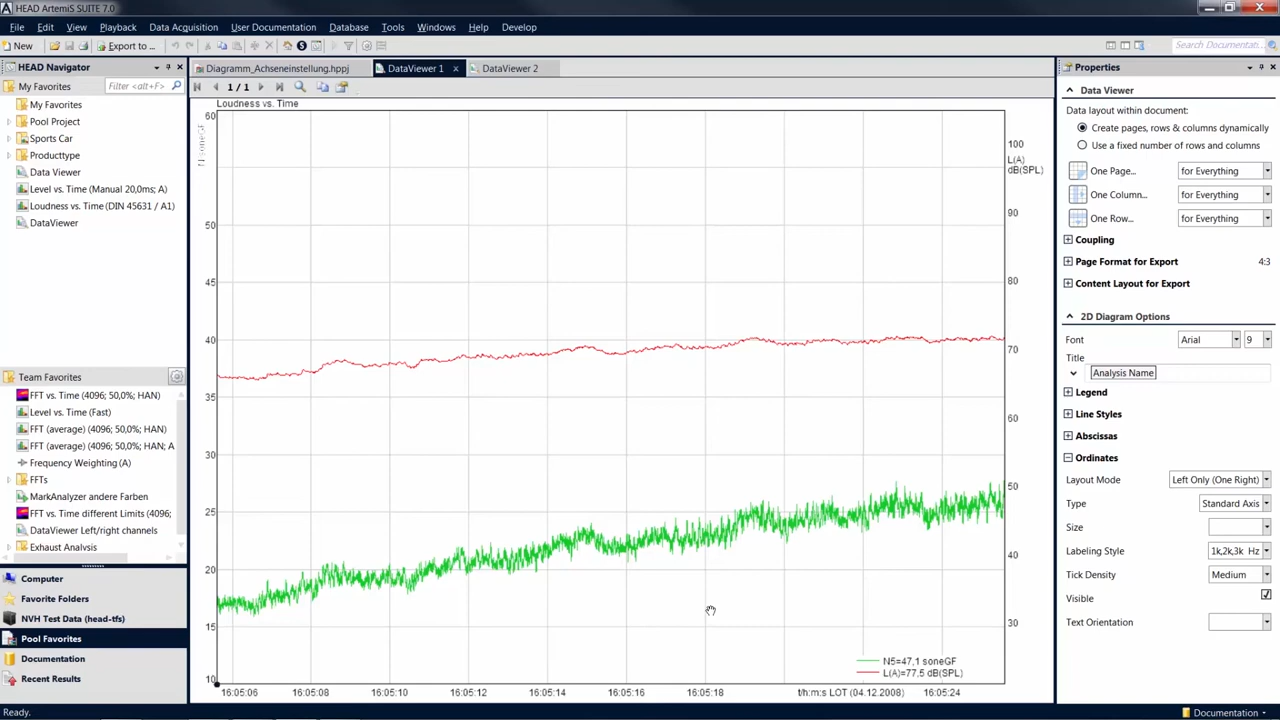 HEAD ArtemiS SUITE 7.0
File Edit View Playback Data Acquisition User Documentation Database Tools Windows Help Develop
New Export to ... Search Documentati...
HEAD Navigator
My Favorites Filter <alt+F>
My Favorites
Pool Project
Sports Car
Producttype
Data Viewer
Level vs. Time (Manual 20,0ms; A)
Loudness vs. Time (DIN 45631 / A1)
DataViewer
Team Favorites
FFT vs. Time (4096; 50,0%; HAN)
Level vs. Time (Fast)
FFT (average) (4096; 50,0%; HAN)
FFT (average) (4096; 50,0%; HAN; A
Frequency Weighting (A)
FFTs
MarkAnalyzer andere Farben
FFT vs. Time different Limits (4096;
DataViewer Left/right channels
Exhaust Analysis
Computer
Favorite Folders
NVH Test Data (head-tfs)
Pool Favorites
Documentation
Recent Results
Ready.
Diagramm_Achseneinstellung.hppj DataViewer 1 x DataViewer 2
1 / 1
Loudness vs. Time
60
N soneGF
50
45
40
35
30
25
20
15
10
100
L(A)
dB(SPL)
90
80
70
60
50
40
30
N5=47,1 soneGF
L(A)=77,5 dB(SPL)
16:05:06 16:05:08 16:05:10 16:05:12 16:05:14 16:05:16 16:05:18 t/h:m:s LOT (04.12.2008) 16:05:24
Properties
Data Viewer
Data layout within document:
Create pages, rows & columns dynamically
Use a fixed number of rows and columns
One Page... for Everything
One Column... for Everything
One Row... for Everything
Coupling
Page Format for Export 4:3
Content Layout for Export
2D Diagram Options
Font Arial 9
Title
Analysis Name
Legend
Line Styles
Abscissas
Ordinates
Layout Mode Left Only (One Right)
Type Standard Axis
Size
Labeling Style 1k,2k,3k Hz
Tick Density Medium
Visible
Text Orientation
Documentation